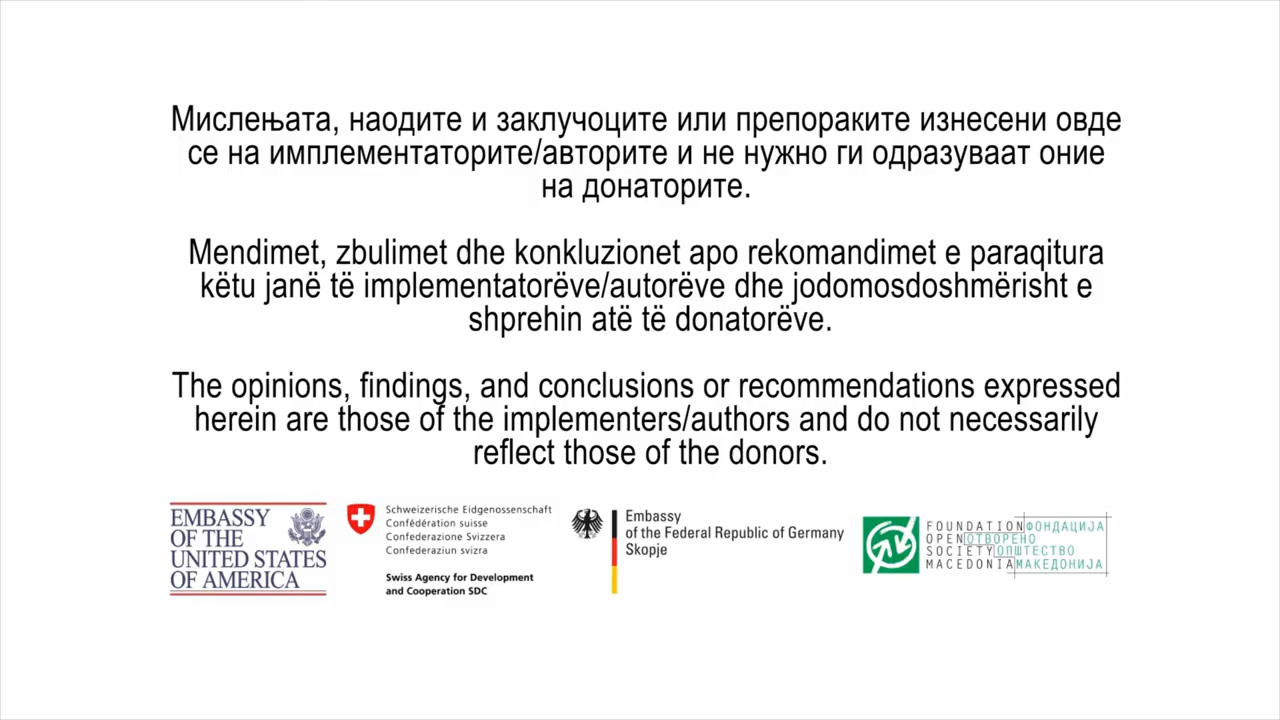 Мислењата, наодите и заклучоците или препораките изнесени овде
се на имплементаторите/авторите и не нужно ги одразуваат оние
на донаторите.
Mendimet, zbulimet dhe konkluzionet apo rekomandimet e paraqitura
këtu janë të implementatorëve/autorëve dhe jodomosdoshmërisht e
shprehin atë të donatorëve.
The opinions, findings, and conclusions or recommendations expressed
herein are those of the implementers/authors and do not necessarily
reflect those of the donors.
EMBASSY
OF THE
UNITED STATES
OF AMERICA
Schweizerische Eidgenossenschaft
Confédération suisse
Confederazione Svizzera
Confederaziun svizra
Swiss Agency for Development
and Cooperation SDC
Embassy
of the Federal Republic of Germany
Skopje
FOUNDATION ФОНДАЦИЈА
OPEN ОТВОРЕНО
SOCIETY ОПШТЕСТВО
MACEDONIA МАКЕДОНИЈА